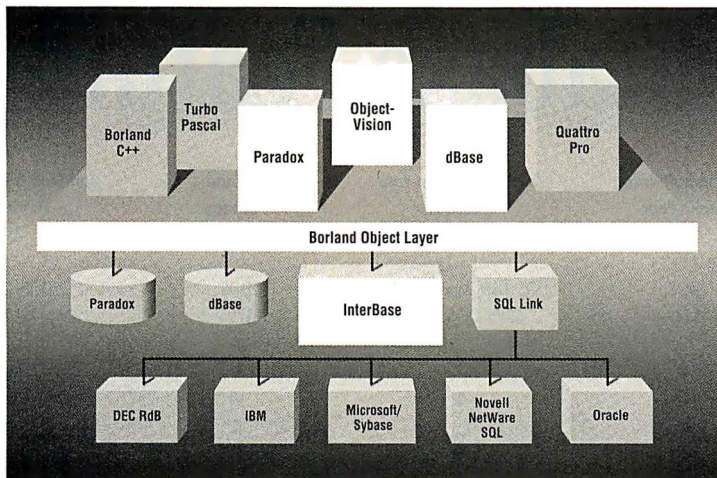 Borland
C++
Turbo
Pascal
Paradox
Object-
Vision
dBase
Quattro
Pro
Borland Object Layer
Paradox
dBase
InterBase
SQL Link
DEC RdB
IBM
Microsoft/
Sybase
Novell
NetWare
SQL
Oracle